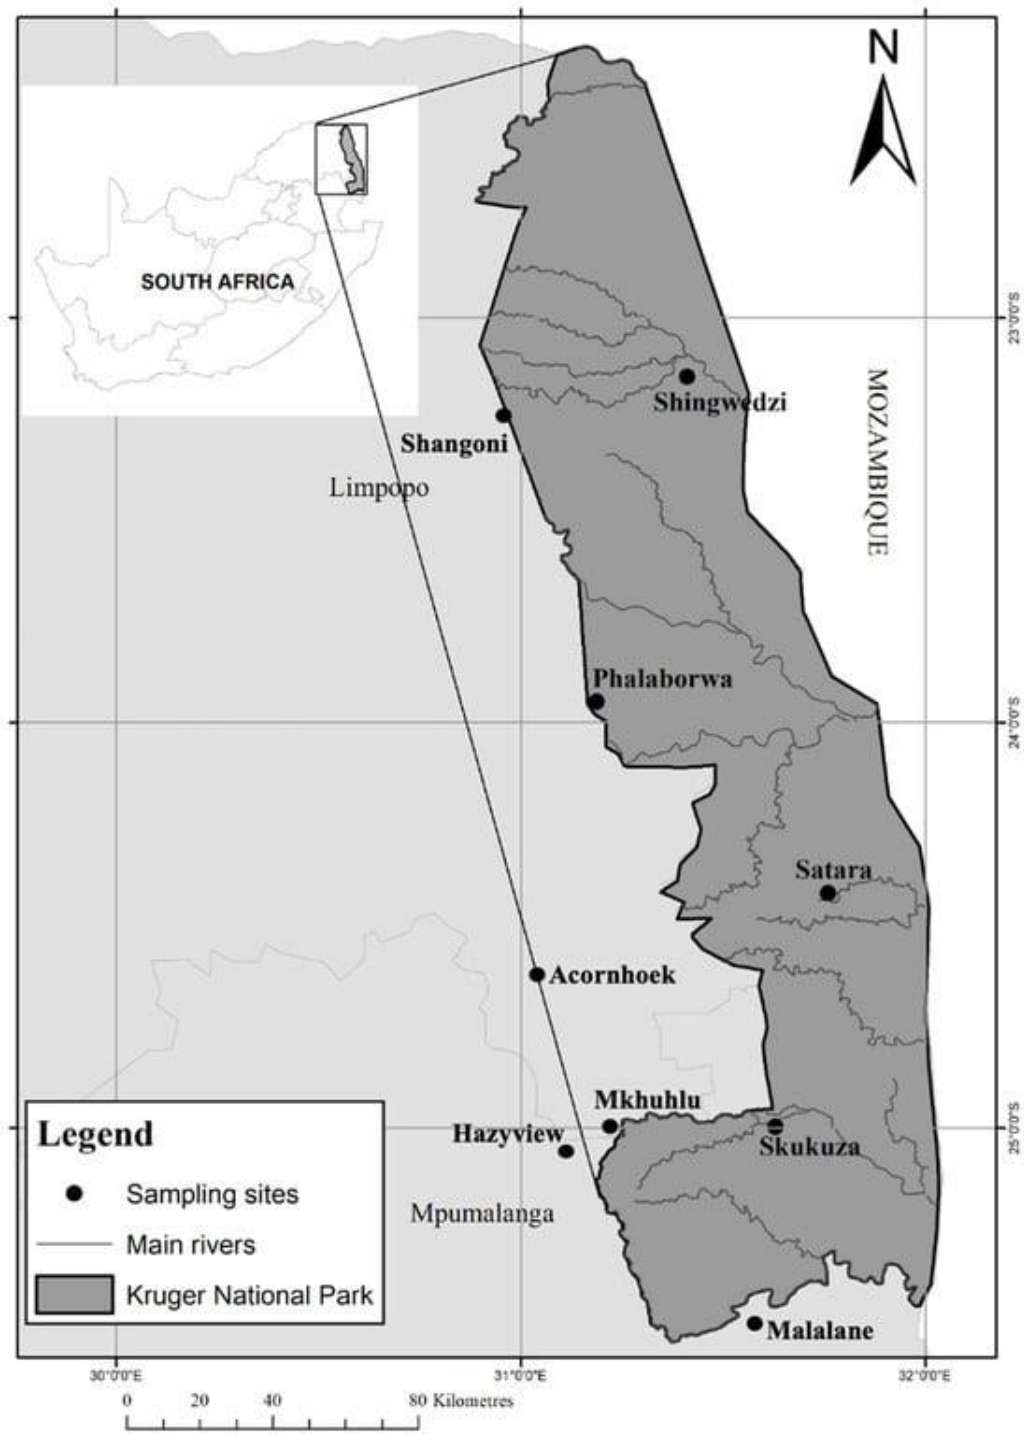 N
SOUTH AFRICA
23°0'0"S
MOZAMBIQUE
Shingwedzi
Shangoni
Limpopo
Phalaborwa
24°0'0"S
Satara
Acornhoek
Mkhuhlu
Hazyview
Skukuza
25°0'0"S
Mpumalanga
Malalane
Legend
Sampling sites
Main rivers
Kruger National Park
30°0'0"E 31°0'0"E 32°0'0"E
0 20 40 80 Kilometres